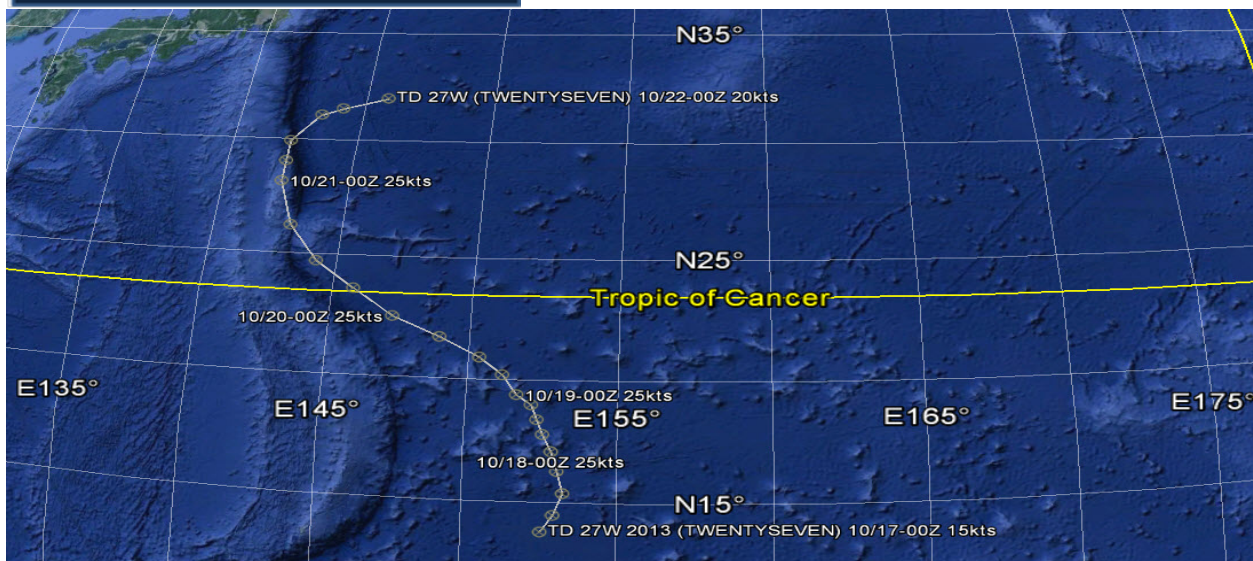 N35°
TD 27W (TWENTYSEVEN) 10/22-00Z 20kts
10/21-00Z 25kts
N25°
Tropic of Cancer
10/20-00Z 25kts
E135°
10/19-00Z 25kts
E175°
E145°
E155°
E165°
10/18-00Z 25kts
N15°
TD 27W 2013 (TWENTYSEVEN) 10/17-00Z 15kts